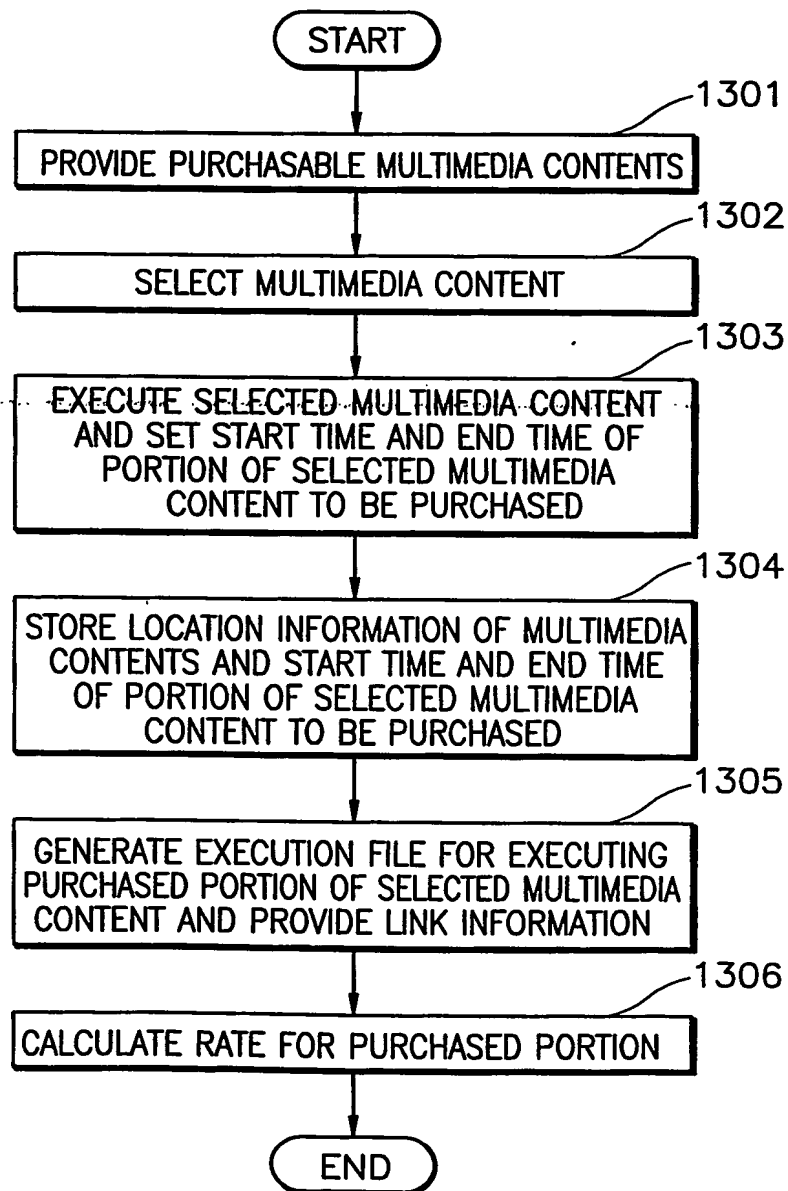 START
1301
PROVIDE PURCHASABLE MULTIMEDIA CONTENTS
1302
SELECT MULTIMEDIA CONTENT
1303
EXECUTE SELECTED MULTIMEDIA CONTENT
AND SET START TIME AND END TIME OF
PORTION OF SELECTED MULTIMEDIA
CONTENT TO BE PURCHASED
1304
STORE LOCATION INFORMATION OF MULTIMEDIA
CONTENTS AND START TIME AND END TIME
OF PORTION OF SELECTED MULTIMEDIA
CONTENT TO BE PURCHASED
1305
GENERATE EXECUTION FILE FOR EXECUTING
PURCHASED PORTION OF SELECTED MULTIMEDIA
CONTENT AND PROVIDE LINK INFORMATION
1306
CALCULATE RATE FOR PURCHASED PORTION
END